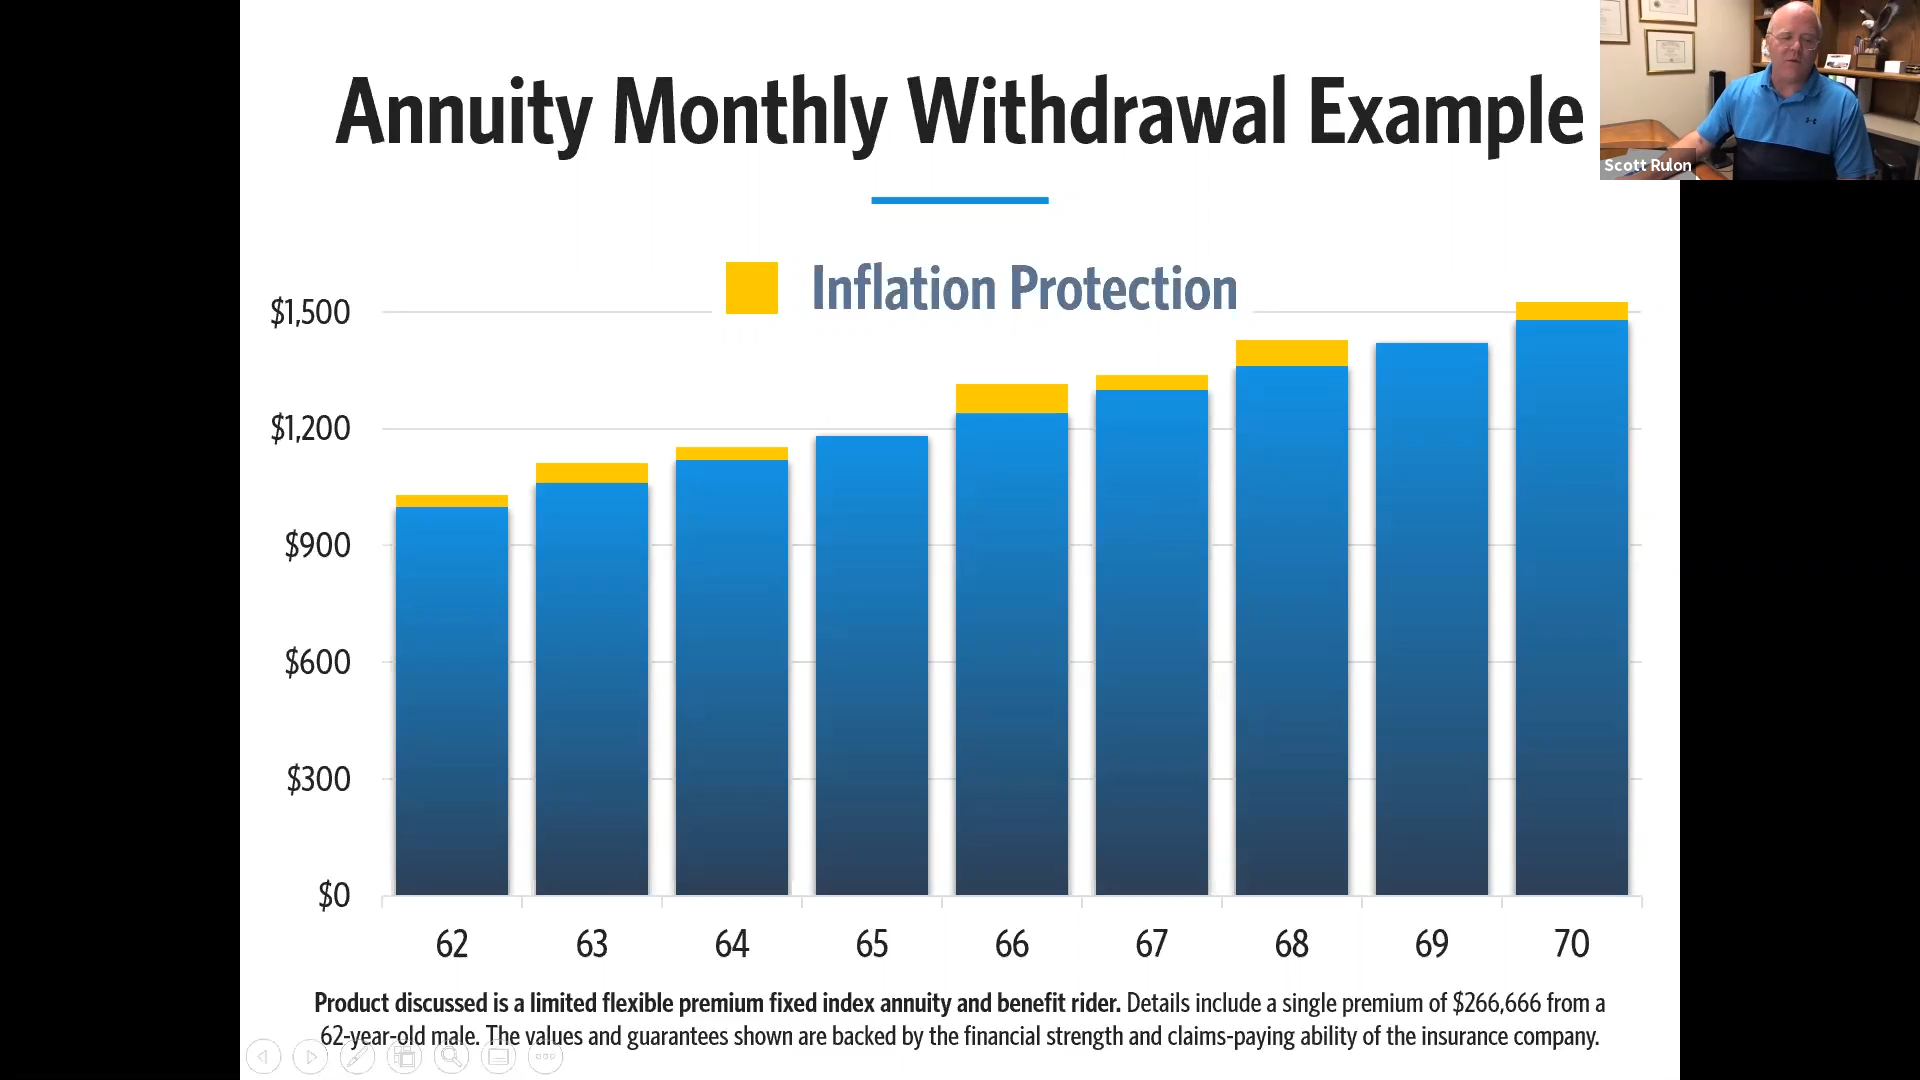 Annuity Monthly Withdrawal Example
Scott Rulon
Inflation Protection
$1,500
$1,200
$900
$600
$300
$0
62 63 64 65 66 67 68 69 70
Product discussed is a limited flexible premium fixed index annuity and benefit rider. Details include a single premium of $266,666 from a
62-year-old male. The values and guarantees shown are backed by the financial strength and claims-paying ability of the insurance company.